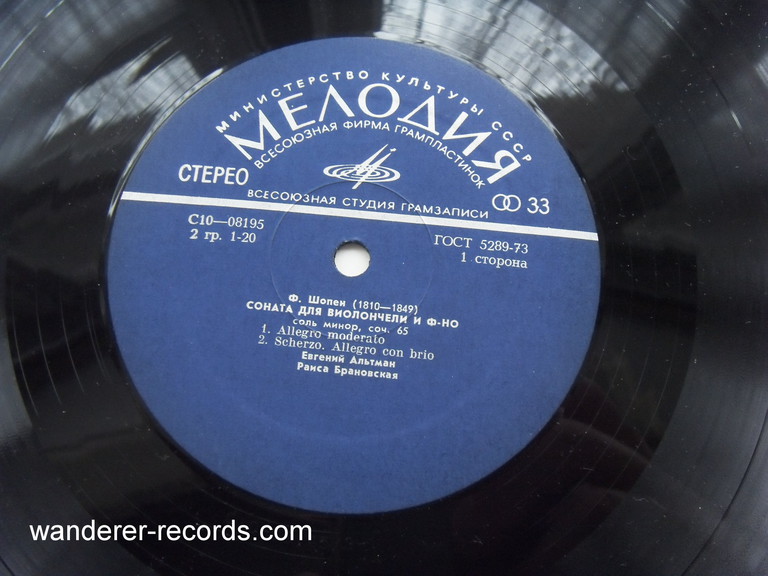 МИНИСТЕРСТВО КУЛЬТУРЫ СССР
МЕЛОДИЯ
ВСЕСОЮЗНАЯ ФИРМА ГРАМПЛАСТИНОК
СТЕРЕО
33
ВСЕСОЮЗНАЯ СТУДИЯ ГРАМЗАПИСИ
С10—08195
2 гр. 1-20
ГОСТ 5289-73
1 сторона
Ф. Шопен (1810—1849)
СОНАТА ДЛЯ ВИОЛОНЧЕЛИ И Ф-НО
соль минор, соч. 65
1. Allegro moderato
2. Scherzo. Allegro con brio
Евгений Альтман
Раиса Брановская
wanderer-records.com